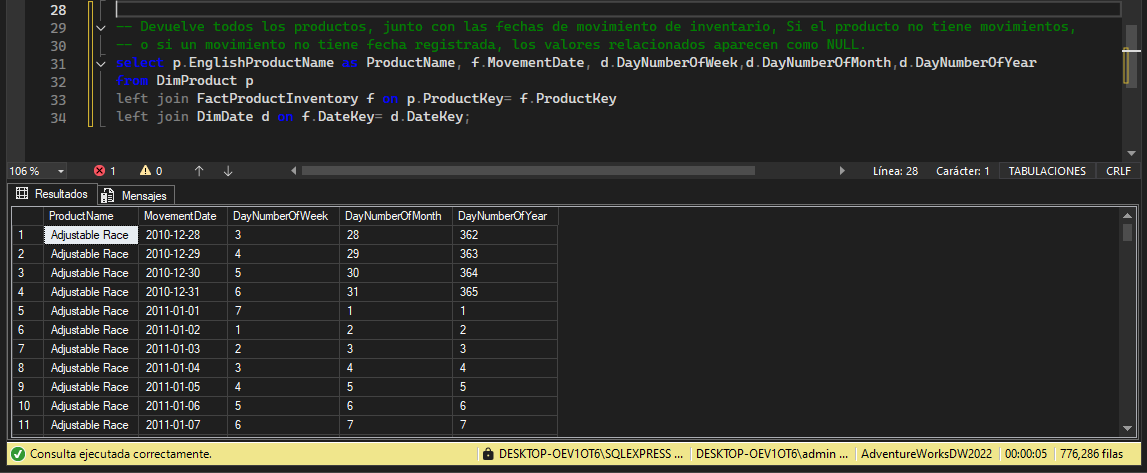 28
29 -- Devuelve todos los productos, junto con las fechas de movimiento de inventario, Si el producto no tiene movimientos,
30 -- o si un movimiento no tiene fecha registrada, los valores relacionados aparecen como NULL.
31 select p.EnglishProductName as ProductName, f.MovementDate, d.DayNumberOfWeek,d.DayNumberOfMonth,d.DayNumberOfYear
32 from DimProduct p
33 left join FactProductInventory f on p.ProductKey= f.ProductKey
34 left join DimDate d on f.DateKey= d.DateKey;
106 % 1 0 Línea: 28 Carácter: 1 TABULACIONES CRLF
Resultados Mensajes
ProductName MovementDate DayNumberOfWeek DayNumberOfMonth DayNumberOfYear
1 Adjustable Race 2010-12-28 3 28 362
2 Adjustable Race 2010-12-29 4 29 363
3 Adjustable Race 2010-12-30 5 30 364
4 Adjustable Race 2010-12-31 6 31 365
5 Adjustable Race 2011-01-01 7 1 1
6 Adjustable Race 2011-01-02 1 2 2
7 Adjustable Race 2011-01-03 2 3 3
8 Adjustable Race 2011-01-04 3 4 4
9 Adjustable Race 2011-01-05 4 5 5
10 Adjustable Race 2011-01-06 5 6 6
11 Adjustable Race 2011-01-07 6 7 7
Consulta ejecutada correctamente. DESKTOP-OEV1OT6\SQLEXPRESS ... DESKTOP-OEV1OT6\admin ... AdventureWorksDW2022 00:00:05 776,286 filas